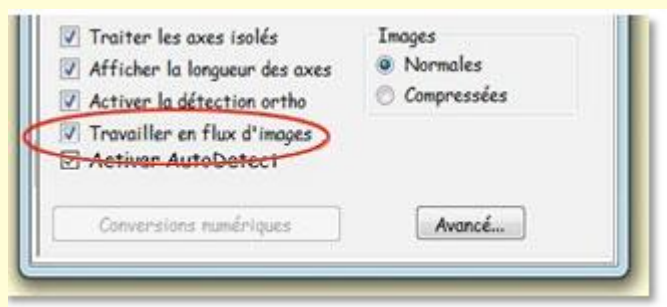 Traiter les axes isolés
Afficher la longueur des axes
Activer la détection ortho
Travailler en flux d'images
Activer AutoDetect
Images
Normales
Compressées
Conversions numériques
Avancé...